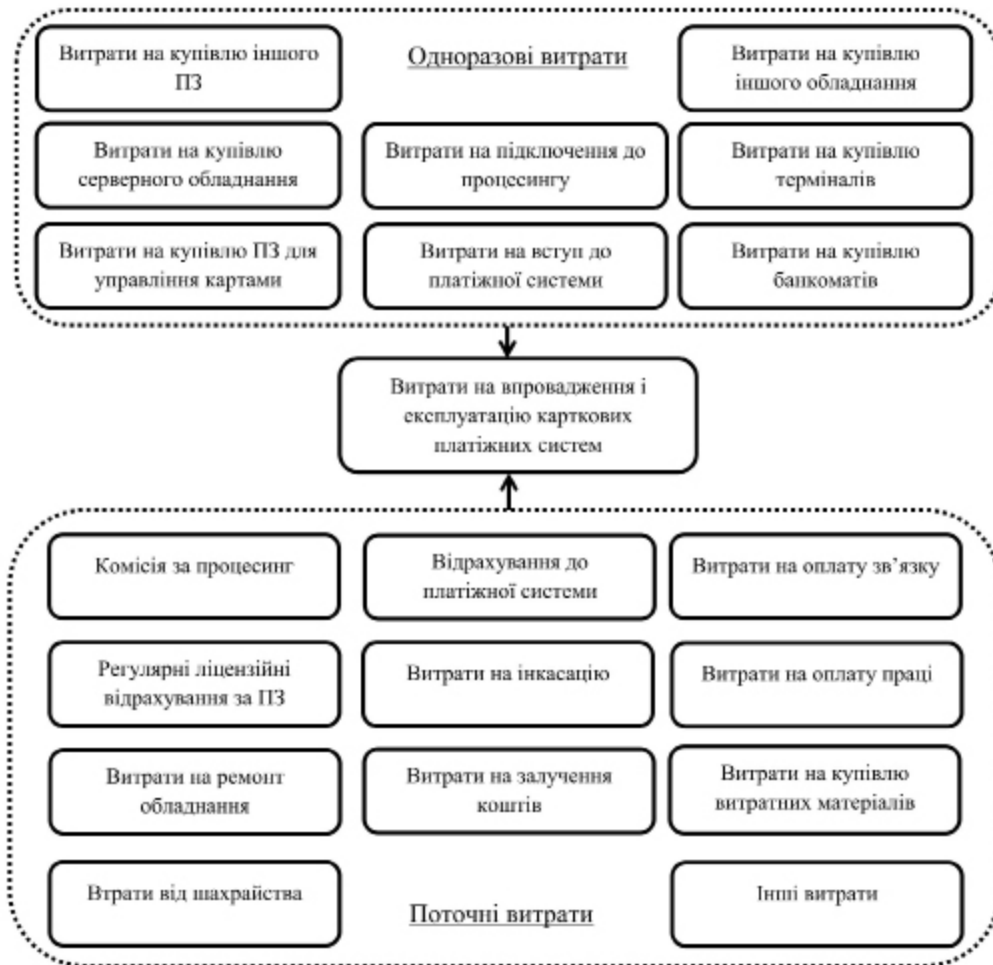 Витрати на купівлю іншого
ПЗ
Одноразові витрати
Витрати на купівлю
іншого обладнання
Витрати на купівлю
серверного обладнання
Витрати на підключення до
процесингу
Витрати на купівлю
терміналів
Витрати на купівлю ПЗ для
управління картами
Витрати на вступ до
платіжної системи
Витрати на купівлю
банкоматів
Витрати на впровадження і
експлуатацію карткових
платіжних систем
Комісія за процесинг
Відрахування до
платіжної системи
Витрати на оплату зв’язку
Регулярні ліцензійні
відрахування за ПЗ
Витрати на інкасацію
Витрати на оплату праці
Витрати на ремонт
обладнання
Витрати на залучення
коштів
Витрати на купівлю
витратних матеріалів
Втрати від шахрайства
Поточні витрати
Інші витрати